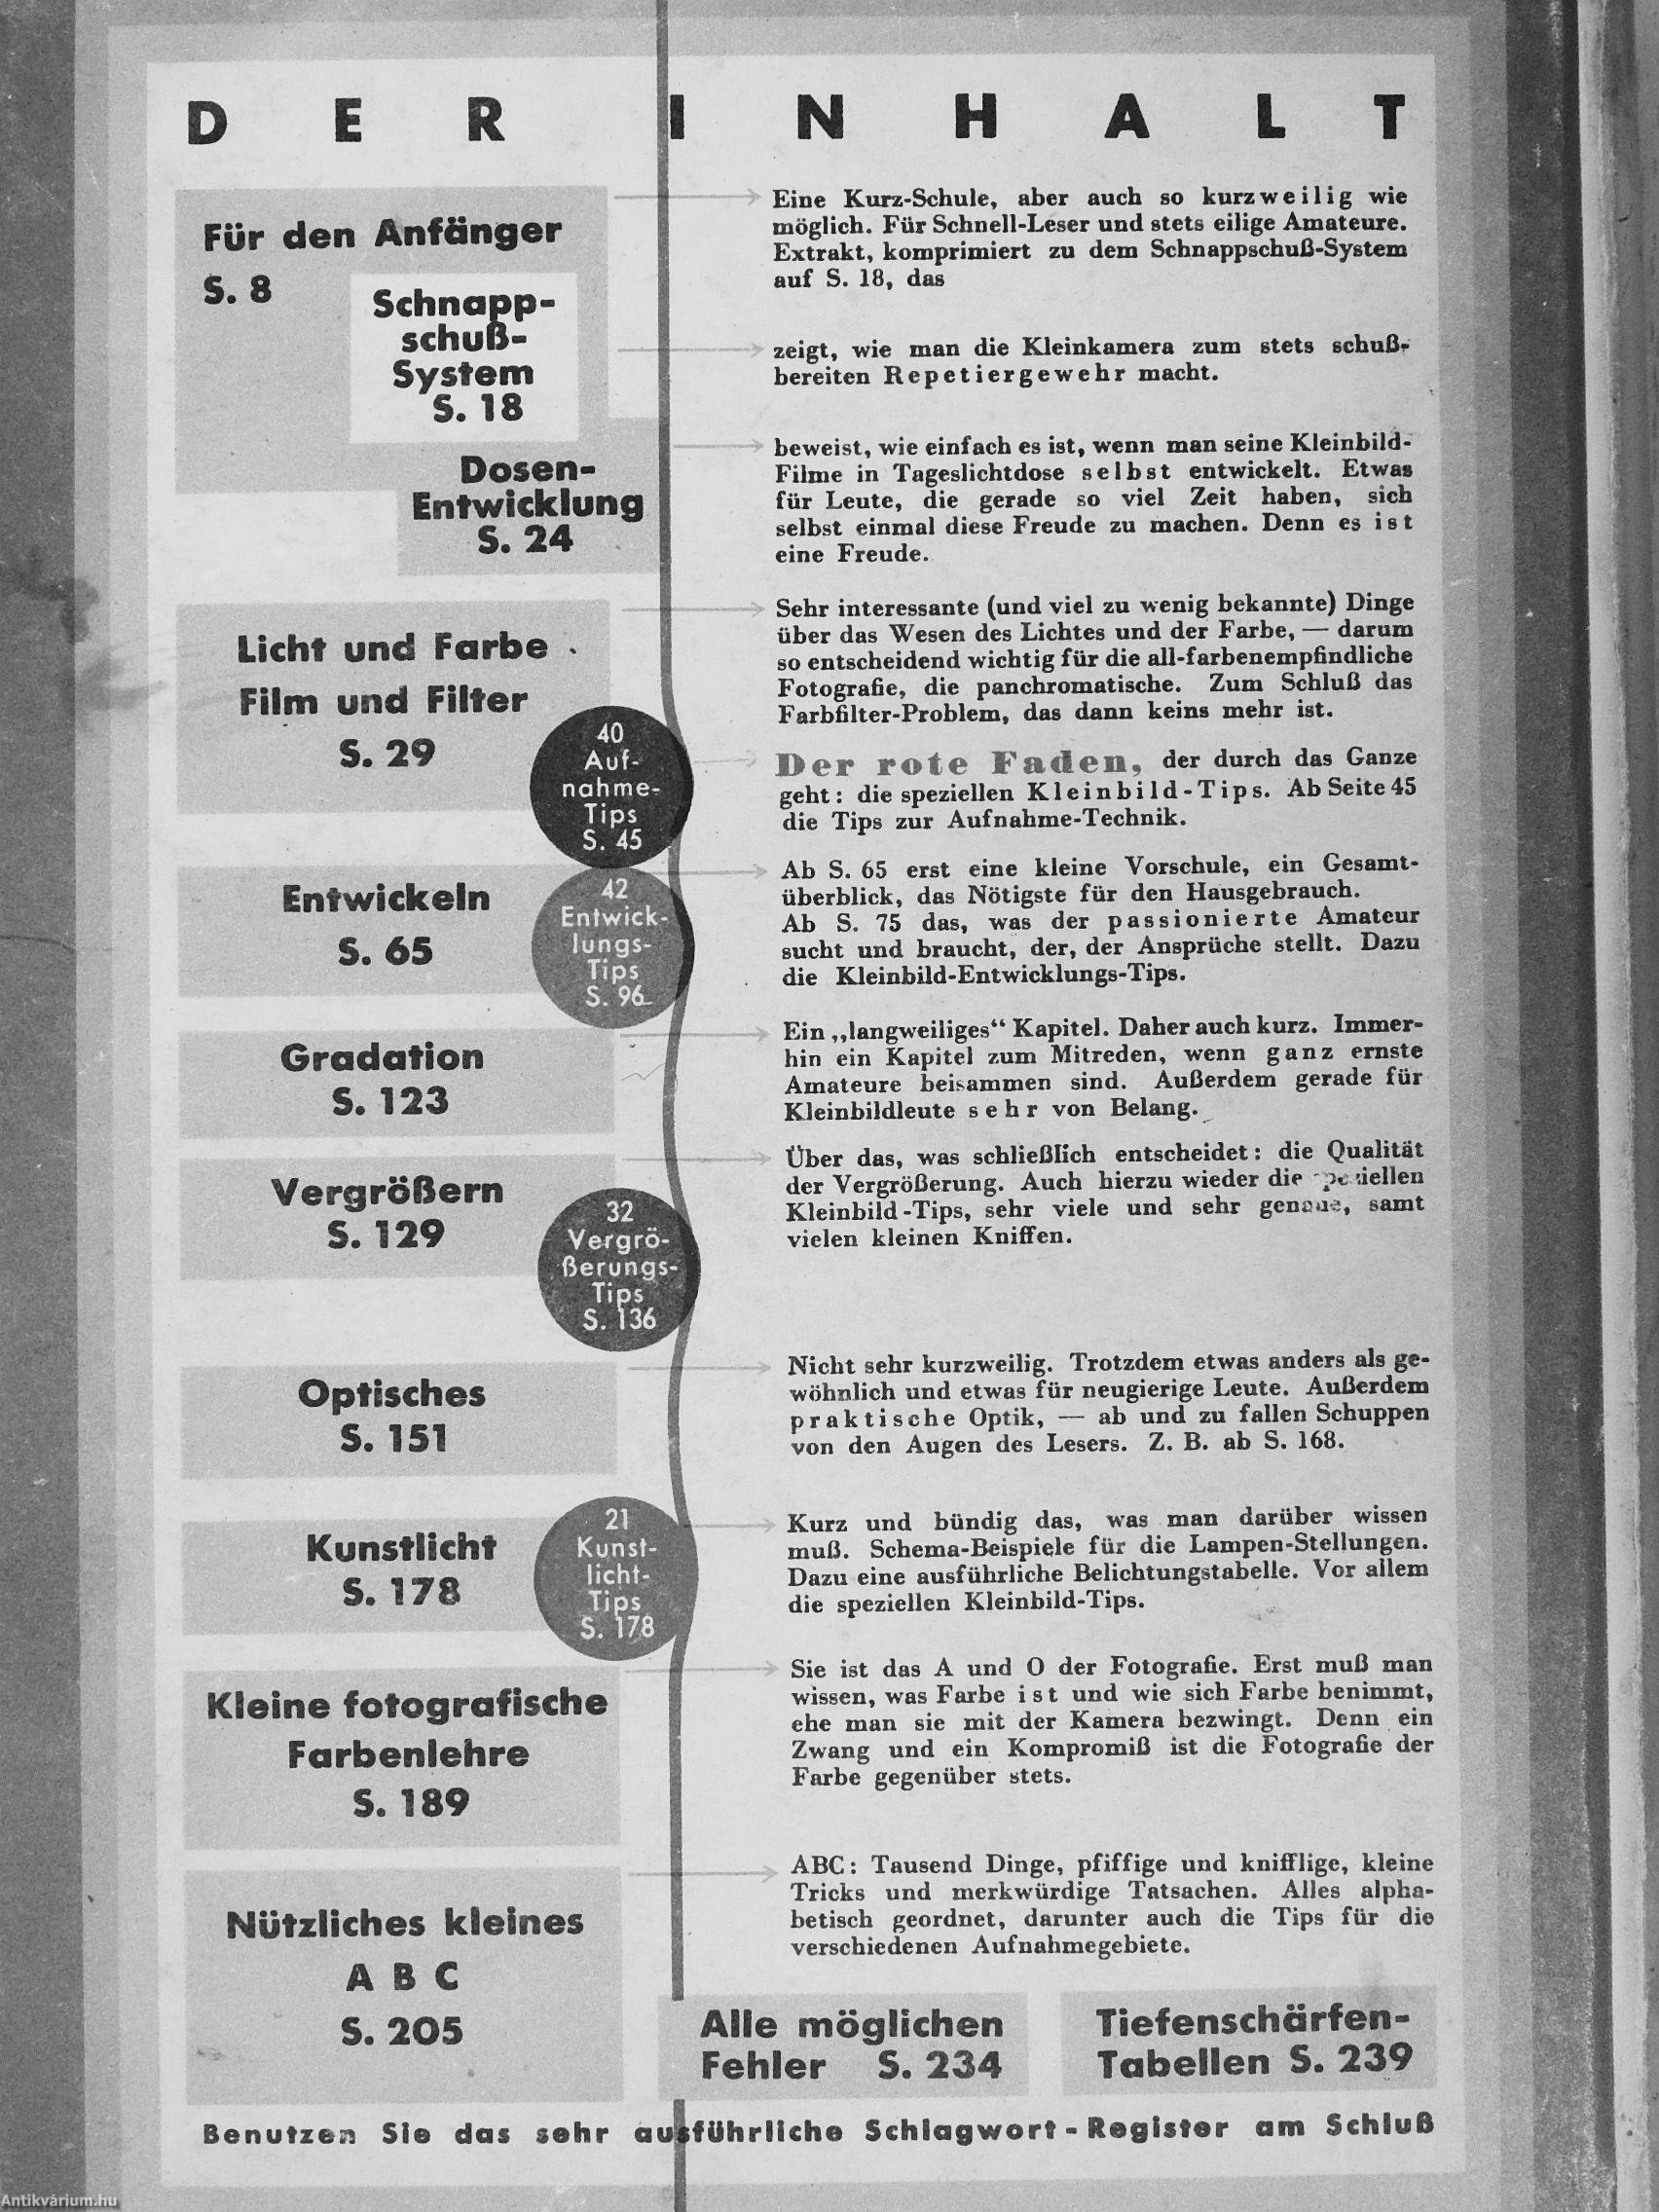 DER INHALT
Für den Anfänger
S. 8
Schnapp-
schuß-
System
S. 18
Dosen-
Entwicklung
S. 24
Eine Kurz-Schule, aber auch so kurzweilig wie
möglich. Für Schnell-Leser und stets eilige Amateure.
Extrakt, komprimiert zu dem Schnappschuß-System
auf S. 18, das
zeigt, wie man die Kleinkamera zum stets schuß-
bereiten Repetiergewehr macht.
beweist, wie einfach es ist, wenn man seine Kleinbild-
Filme in Tageslichtdose selbst entwickelt. Etwas
für Leute, die gerade so viel Zeit haben, sich
selbst einmal diese Freude zu machen. Denn es ist
eine Freude.
Licht und Farbe
Film und Filter
S. 29
Sehr interessante (und viel zu wenig bekannte) Dinge
über das Wesen des Lichtes und der Farbe, — darum
so entscheidend wichtig für die all-farbenempfindliche
Fotografie, die panchromatische. Zum Schluß das
Farbfilter-Problem, das dann keins mehr ist.
40
Auf-
nahme-
Tips
S. 45
Der rote Faden, der durch das Ganze
geht: die speziellen Kleinbild-Tips. Ab Seite 45
die Tips zur Aufnahme-Technik.
Entwickeln
S. 65
42
Entwick-
lungs-
Tips
S. 96
Ab S. 65 erst eine kleine Vorschule, ein Gesamt-
überblick, das Nötigste für den Hausgebrauch.
Ab S. 75 das, was der passionierte Amateur
sucht und braucht, der, der Ansprüche stellt. Dazu
die Kleinbild-Entwicklungs-Tips.
Gradation
S. 123
Ein „langweiliges“ Kapitel. Daher auch kurz. Immer-
hin ein Kapitel zum Mitreden, wenn ganz ernste
Amateure beisammen sind. Außerdem gerade für
Kleinbildleute sehr von Belang.
Vergrößern
S. 129
32
Vergrö-
ßerungs-
Tips
S. 136
Über das, was schließlich entscheidet: die Qualität
der Vergrößerung. Auch hierzu wieder die speziellen
Kleinbild-Tips, sehr viele und sehr genaue, samt
vielen kleinen Kniffen.
Optisches
S. 151
Nicht sehr kurzweilig. Trotzdem etwas anders als ge-
wöhnlich und etwas für neugierige Leute. Außerdem
praktische Optik, — ab und zu fallen Schuppen
von den Augen des Lesers. Z. B. ab S. 168.
Kunstlicht
S. 178
21
Kunst-
licht-
Tips
S. 178
Kurz und bündig das, was man darüber wissen
muß. Schema-Beispiele für die Lampen-Stellungen.
Dazu eine ausführliche Belichtungstabelle. Vor allem
die speziellen Kleinbild-Tips.
Kleine fotografische
Farbenlehre
S. 189
Sie ist das A und O der Fotografie. Erst muß man
wissen, was Farbe ist und wie sich Farbe benimmt,
ehe man sie mit der Kamera bezwingt. Denn ein
Zwang und ein Kompromiß ist die Fotografie der
Farbe gegenüber stets.
Nützliches kleines
A B C
S. 205
ABC: Tausend Dinge, pfiffige und knifflige, kleine
Tricks und merkwürdige Tatsachen. Alles alpha-
betisch geordnet, darunter auch die Tips für die
verschiedenen Aufnahmegebiete.
Alle möglichen
Fehler S. 234
Tiefenschärfen-
Tabellen S. 239
Benutzen Sie das sehr ausführliche Schlagwort-Register am Schluß
Antikvárium.hu